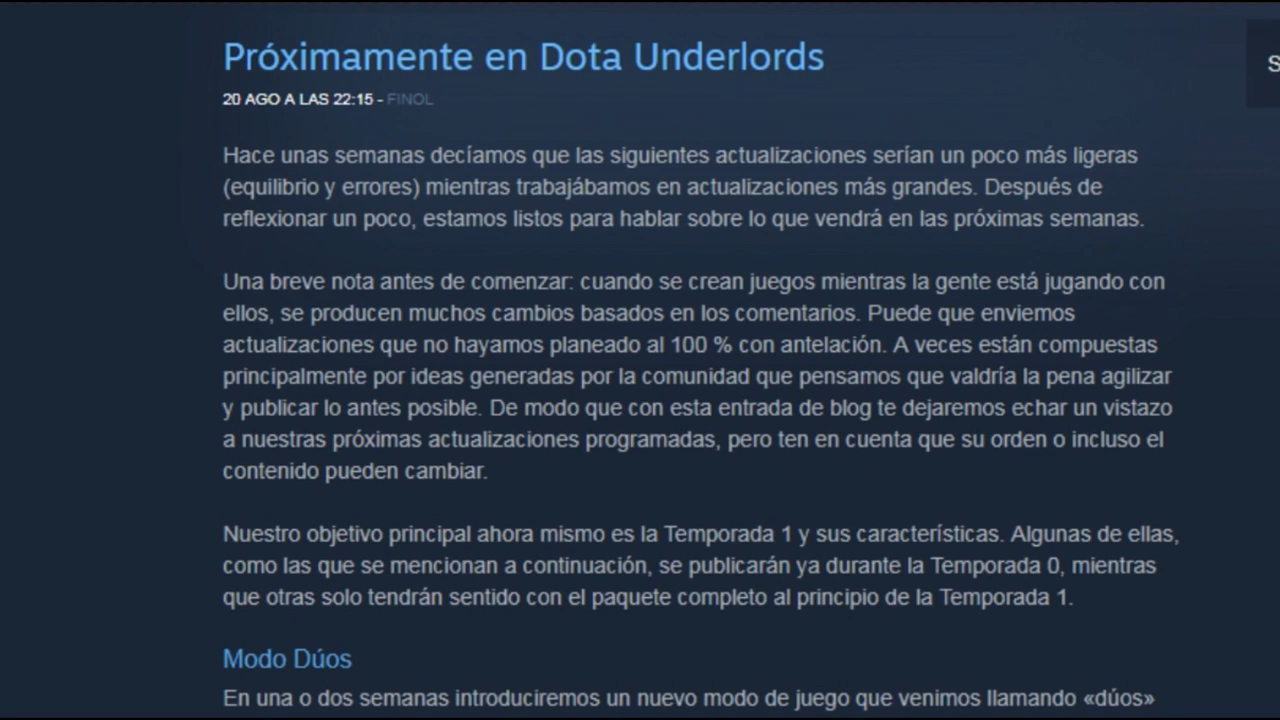 Próximamente en Dota Underlords
20 AGO A LAS 22:15 - FINOL
Hace unas semanas decíamos que las siguientes actualizaciones serían un poco más ligeras
(equilibrio y errores) mientras trabajábamos en actualizaciones más grandes. Después de
reflexionar un poco, estamos listos para hablar sobre lo que vendrá en las próximas semanas.
Una breve nota antes de comenzar: cuando se crean juegos mientras la gente está jugando con
ellos, se producen muchos cambios basados en los comentarios. Puede que enviemos
actualizaciones que no hayamos planeado al 100 % con antelación. A veces están compuestas
principalmente por ideas generadas por la comunidad que pensamos que valdría la pena agilizar
y publicar lo antes posible. De modo que con esta entrada de blog te dejaremos echar un vistazo
a nuestras próximas actualizaciones programadas, pero ten en cuenta que su orden o incluso el
contenido pueden cambiar.
Nuestro objetivo principal ahora mismo es la Temporada 1 y sus características. Algunas de ellas,
como las que se mencionan a continuación, se publicarán ya durante la Temporada 0, mientras
que otras solo tendrán sentido con el paquete completo al principio de la Temporada 1.
Modo Dúos
En una o dos semanas introduciremos un nuevo modo de juego que venimos llamando «dúos»